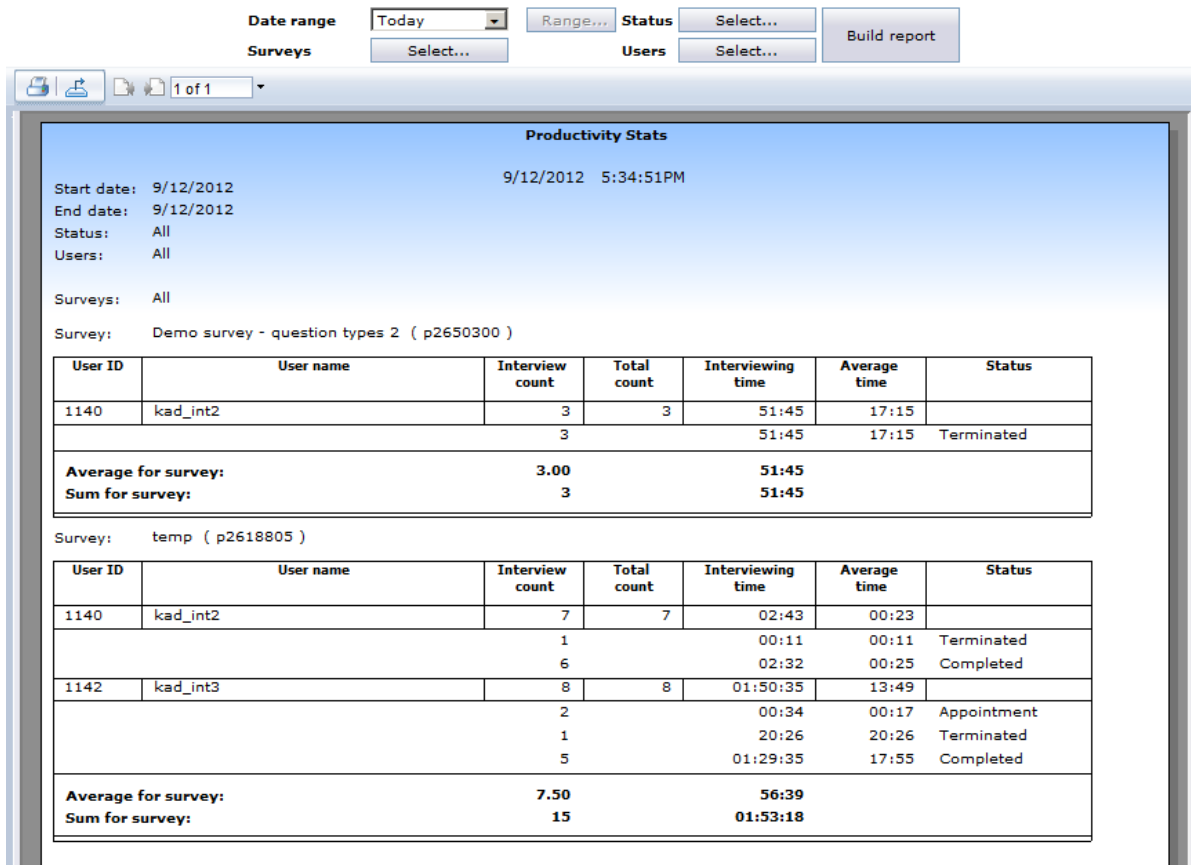 Date range Today Range... Status Select... Build report
Surveys Select... Users Select...
1 of 1
Productivity Stats
9/12/2012 5:34:51PM
Start date: 9/12/2012
End date: 9/12/2012
Status: All
Users: All
Surveys: All
Survey: Demo survey - question types 2 ( p2650300 )
User ID User name Interview count Total count Interviewing time Average time Status
1140 kad_int2 3 3 51:45 17:15
3 51:45 17:15 Terminated
Average for survey: 3.00 51:45
Sum for survey: 3 51:45
Survey: temp ( p2618805 )
User ID User name Interview count Total count Interviewing time Average time Status
1140 kad_int2 7 7 02:43 00:23
1 00:11 00:11 Terminated
6 02:32 00:25 Completed
1142 kad_int3 8 8 01:50:35 13:49
2 00:34 00:17 Appointment
1 20:26 20:26 Terminated
5 01:29:35 17:55 Completed
Average for survey: 7.50 56:39
Sum for survey: 15 01:53:18